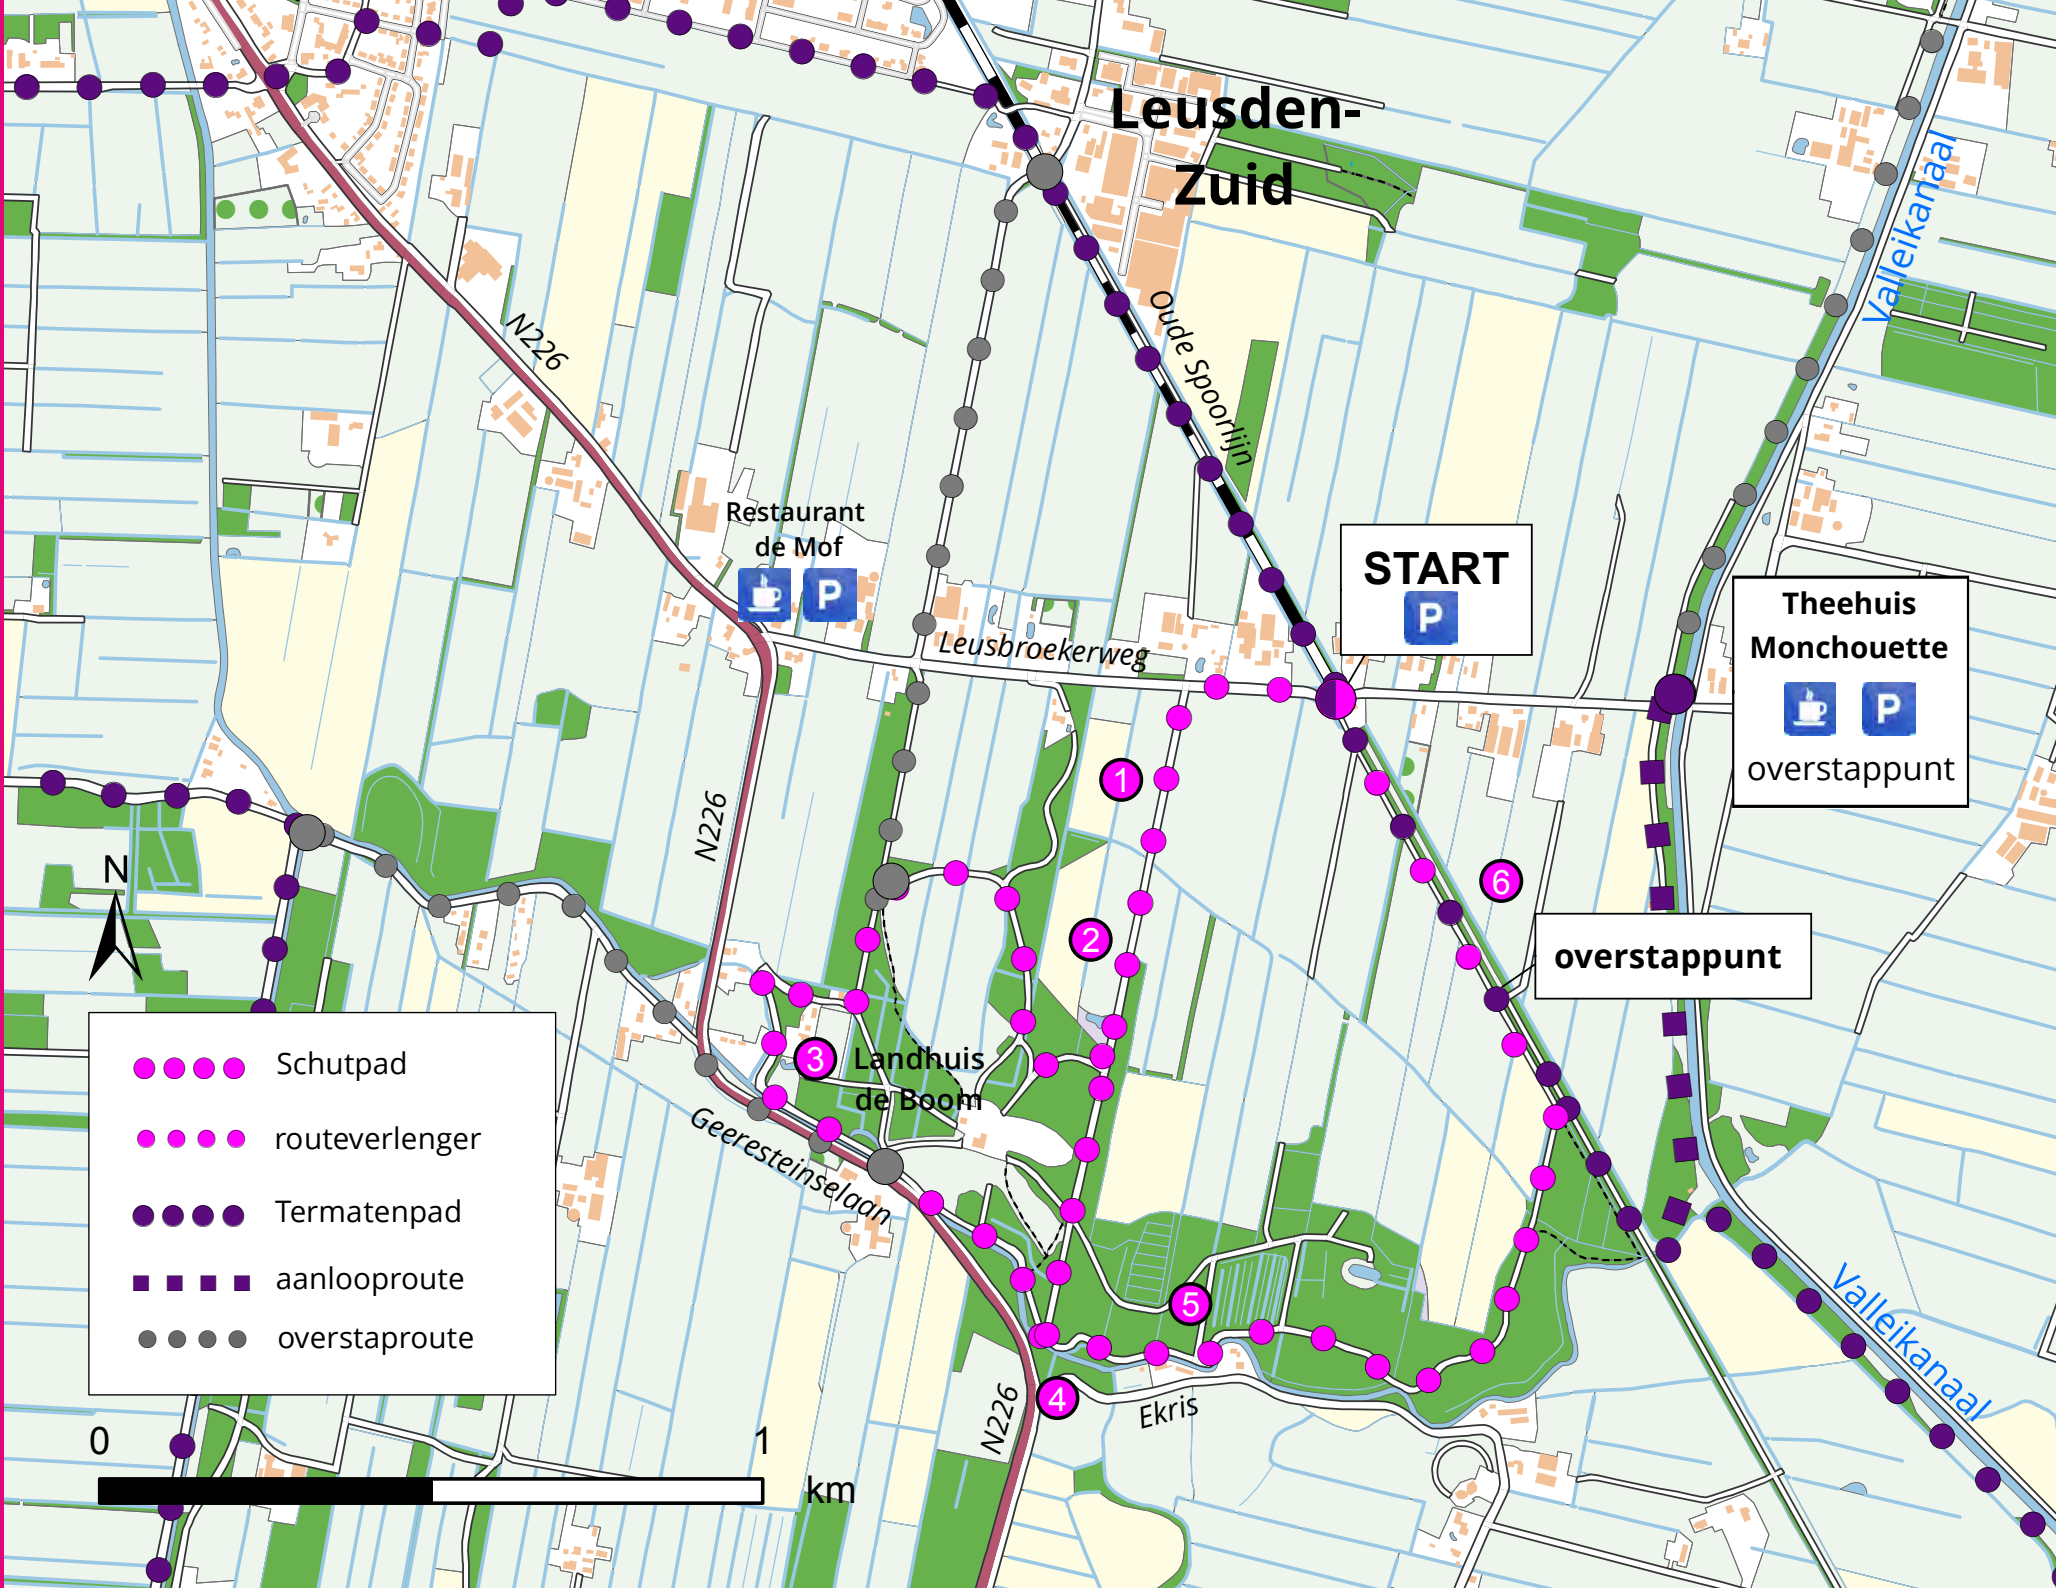 Leusden-
Zuid
Valleikanaal
N226
Oude Spoorlijn
Restaurant
de Mof
P
START
P
Theehuis
Monchouette
P
overstappunt
Leusbroekerweg
1
N226
6
2
overstappunt
N
3
Landhuis
de Boom
Geeresteinselaan
Schutpad
routeverlenger
Termatenpad
aanlooproute
overstaproute
5
Valleikanaal
4
Ekris
N226
0 1
km